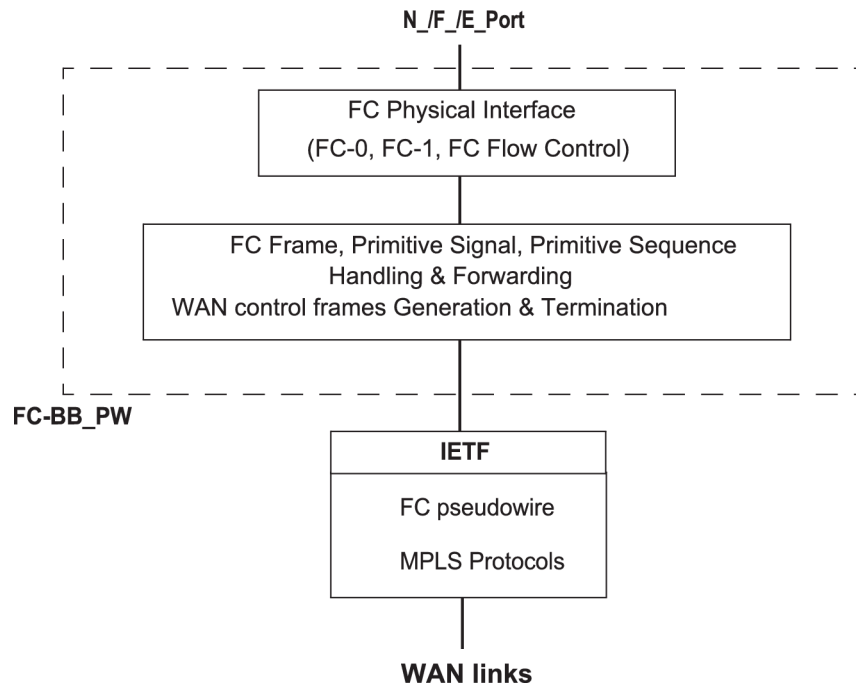 N_/F_/E_Port
FC Physical Interface
(FC-0, FC-1, FC Flow Control)
FC Frame, Primitive Signal, Primitive Sequence
Handling & Forwarding
WAN control frames Generation & Termination
FC-BB_PW
IETF
FC pseudowire
MPLS Protocols
WAN links